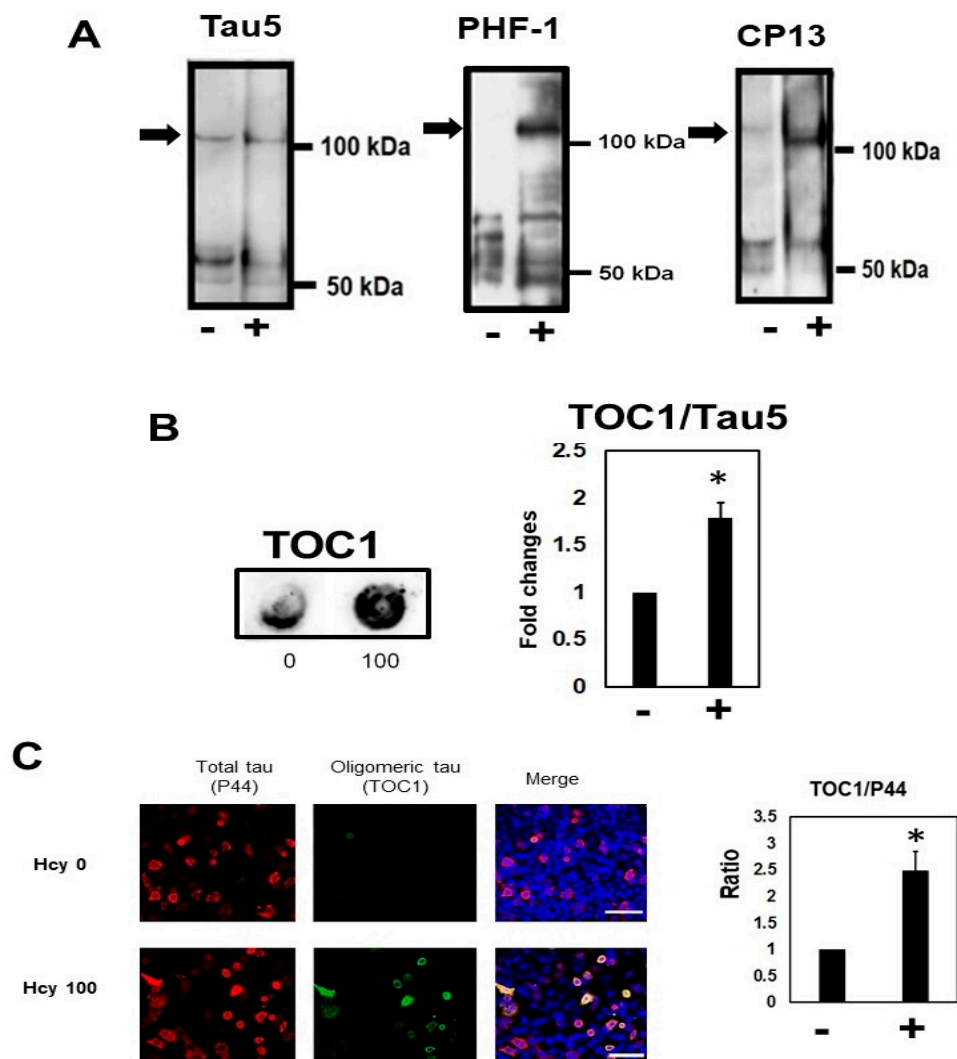 A
Tau5
PHF-1
CP13
100 kDa
50 kDa
- +
100 kDa
50 kDa
- +
100 kDa
50 kDa
- +
B
TOC1
0 100
TOC1/Tau5
Fold changes
2.5
2
1.5
1
0.5
0
*
- +
C
Total tau
(P44)
Oligomeric tau
(TOC1)
Merge
Hcy 0
Hcy 100
TOC1/P44
Ratio
3.5
3
2.5
2
1.5
1
0.5
0
*
- +